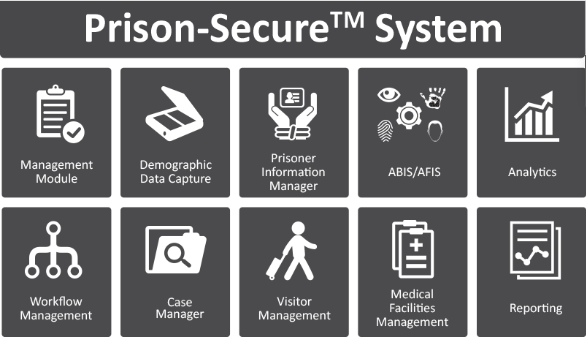 Prison-Secure™ System
Management
Module
Demographic
Data Capture
Prisoner
Information
Manager
ABIS/AFIS
Analytics
Workflow
Management
Case
Manager
Visitor
Management
Medical
Facilities
Management
Reporting